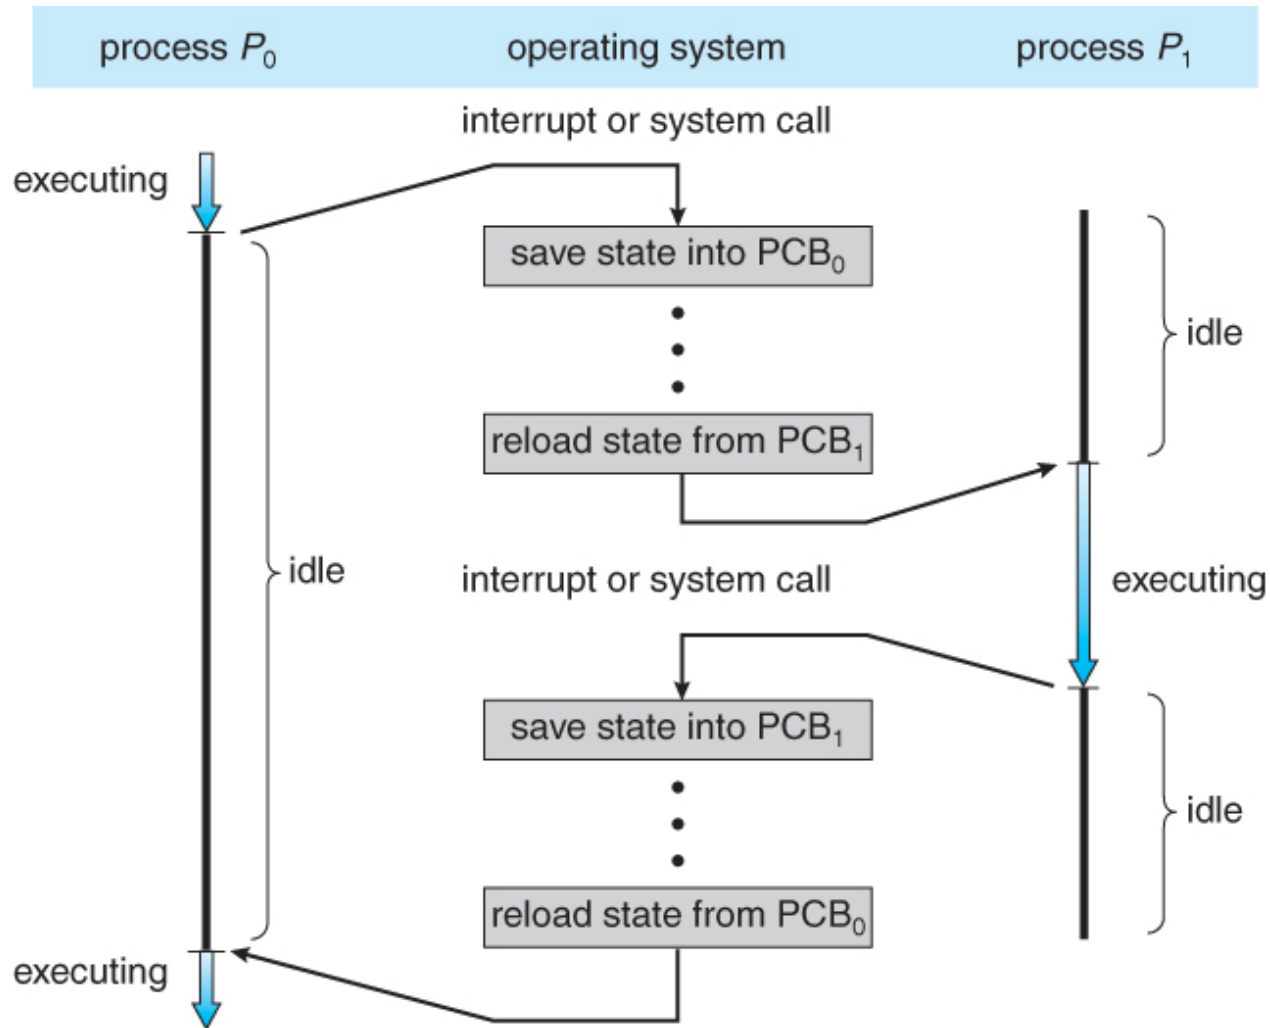 process P₀ operating system process P₁
interrupt or system call
executing
save state into PCB₀
idle
reload state from PCB₁
idle
interrupt or system call
executing
save state into PCB₁
idle
reload state from PCB₀
executing